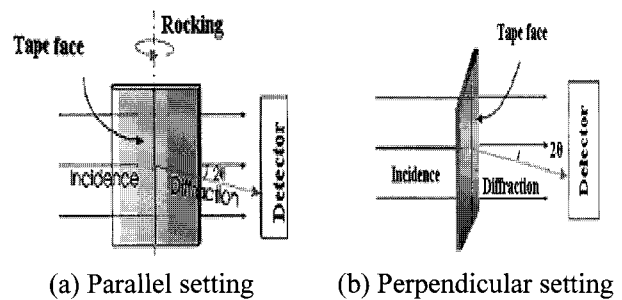 Rocking
Tape face
Incidence
Diffraction
2θ
Detector
(a) Parallel setting
Tape face
Incidence
Diffraction
2θ
Detector
(b) Perpendicular setting